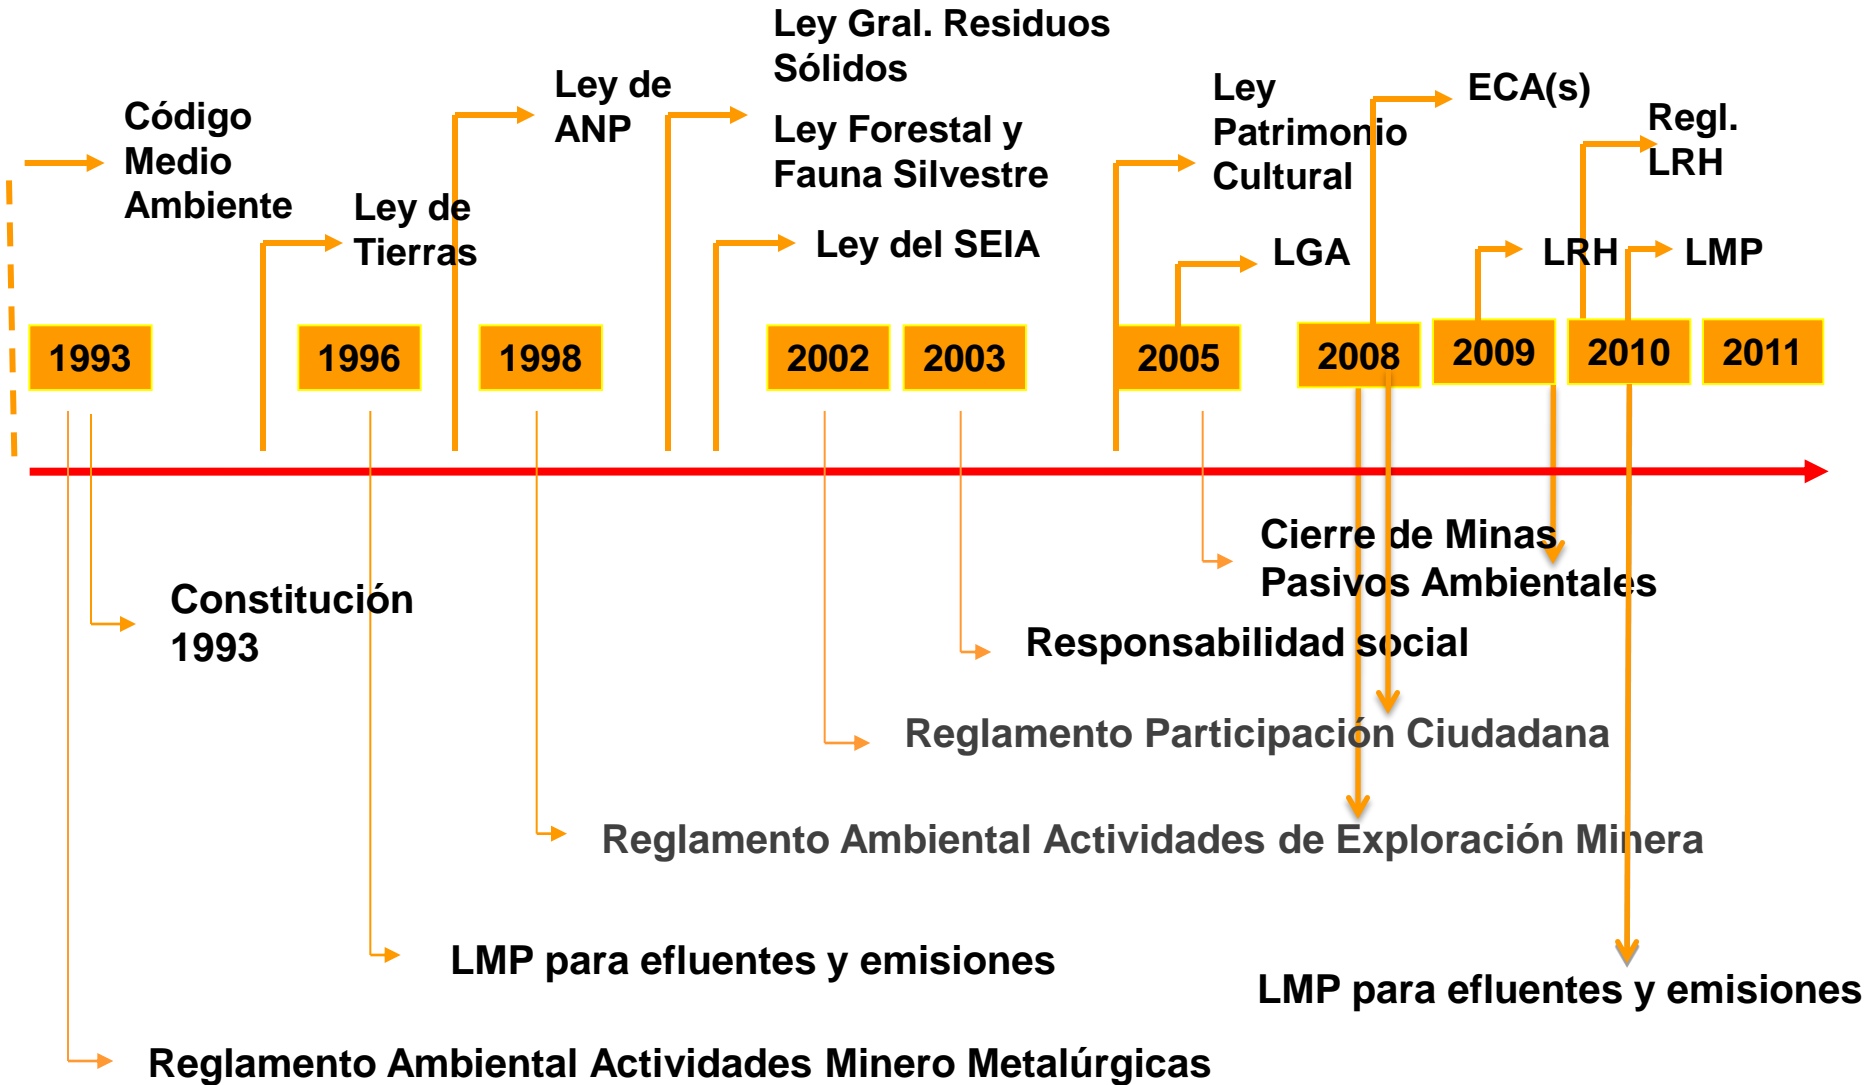 Ley Gral. Residuos
Sólidos
Ley Forestal y
Fauna Silvestre
Código
Medio
Ambiente
Ley de
ANP
Ley
Patrimonio
Cultural
ECA(s)
Regl.
LRH
Ley de
Tierras
Ley del SEIA
LGA
LRH
LMP
1993
1996
1998
2002
2003
2005
2008
2009
2010
2011
Cierre de Minas
Pasivos Ambientales
Constitución
1993
Responsabilidad social
Reglamento Participación Ciudadana
Reglamento Ambiental Actividades de Exploración Minera
LMP para efluentes y emisiones
LMP para efluentes y emisiones
Reglamento Ambiental Actividades Minero Metalúrgicas